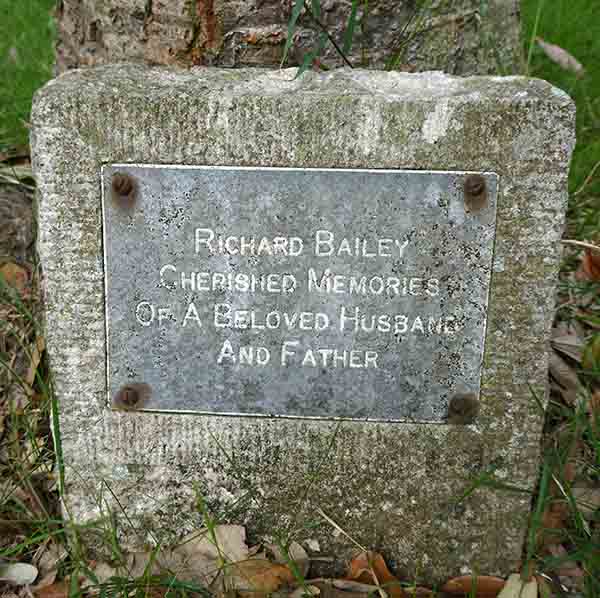 Richard Bailey
Cherished Memories
Of A Beloved Husband
And Father